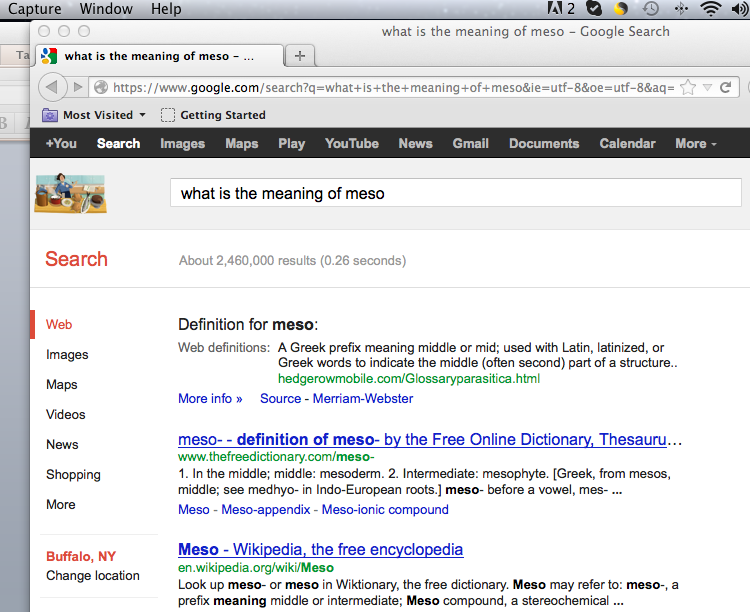 Capture Window Help 2
what is the meaning of meso – Google Search
Ta
what is the meaning of meso – ...
https://www.google.com/search?q=what+is+the+meaning+of+meso&ie=utf-8&oe=utf-8&aq=
Most Visited Getting Started
B
+You Search Images Maps Play YouTube News Gmail Documents Calendar More
what is the meaning of meso
Search About 2,460,000 results (0.26 seconds)
Web
Images
Maps
Videos
News
Shopping
More
Buffalo, NY
Change location
Definition for meso:
Web definitions: A Greek prefix meaning middle or mid; used with Latin, latinized, or
Greek words to indicate the middle (often second) part of a structure..
hedgerowmobile.com/Glossaryparasitica.html
More info » Source - Merriam-Webster
meso- - definition of meso- by the Free Online Dictionary, Thesauru...
www.thefreedictionary.com/meso-
1. In the middle; middle: mesoderm. 2. Intermediate: mesophyte. [Greek, from mesos,
middle; see medhyo- in Indo-European roots.] meso- before a vowel, mes- ...
Meso - Meso-appendix - Meso-ionic compound
Meso - Wikipedia, the free encyclopedia
en.wikipedia.org/wiki/Meso
Look up meso- or meso in Wiktionary, the free dictionary. Meso may refer to: meso-, a
prefix meaning middle or intermediate; Meso compound, a stereochemical ...